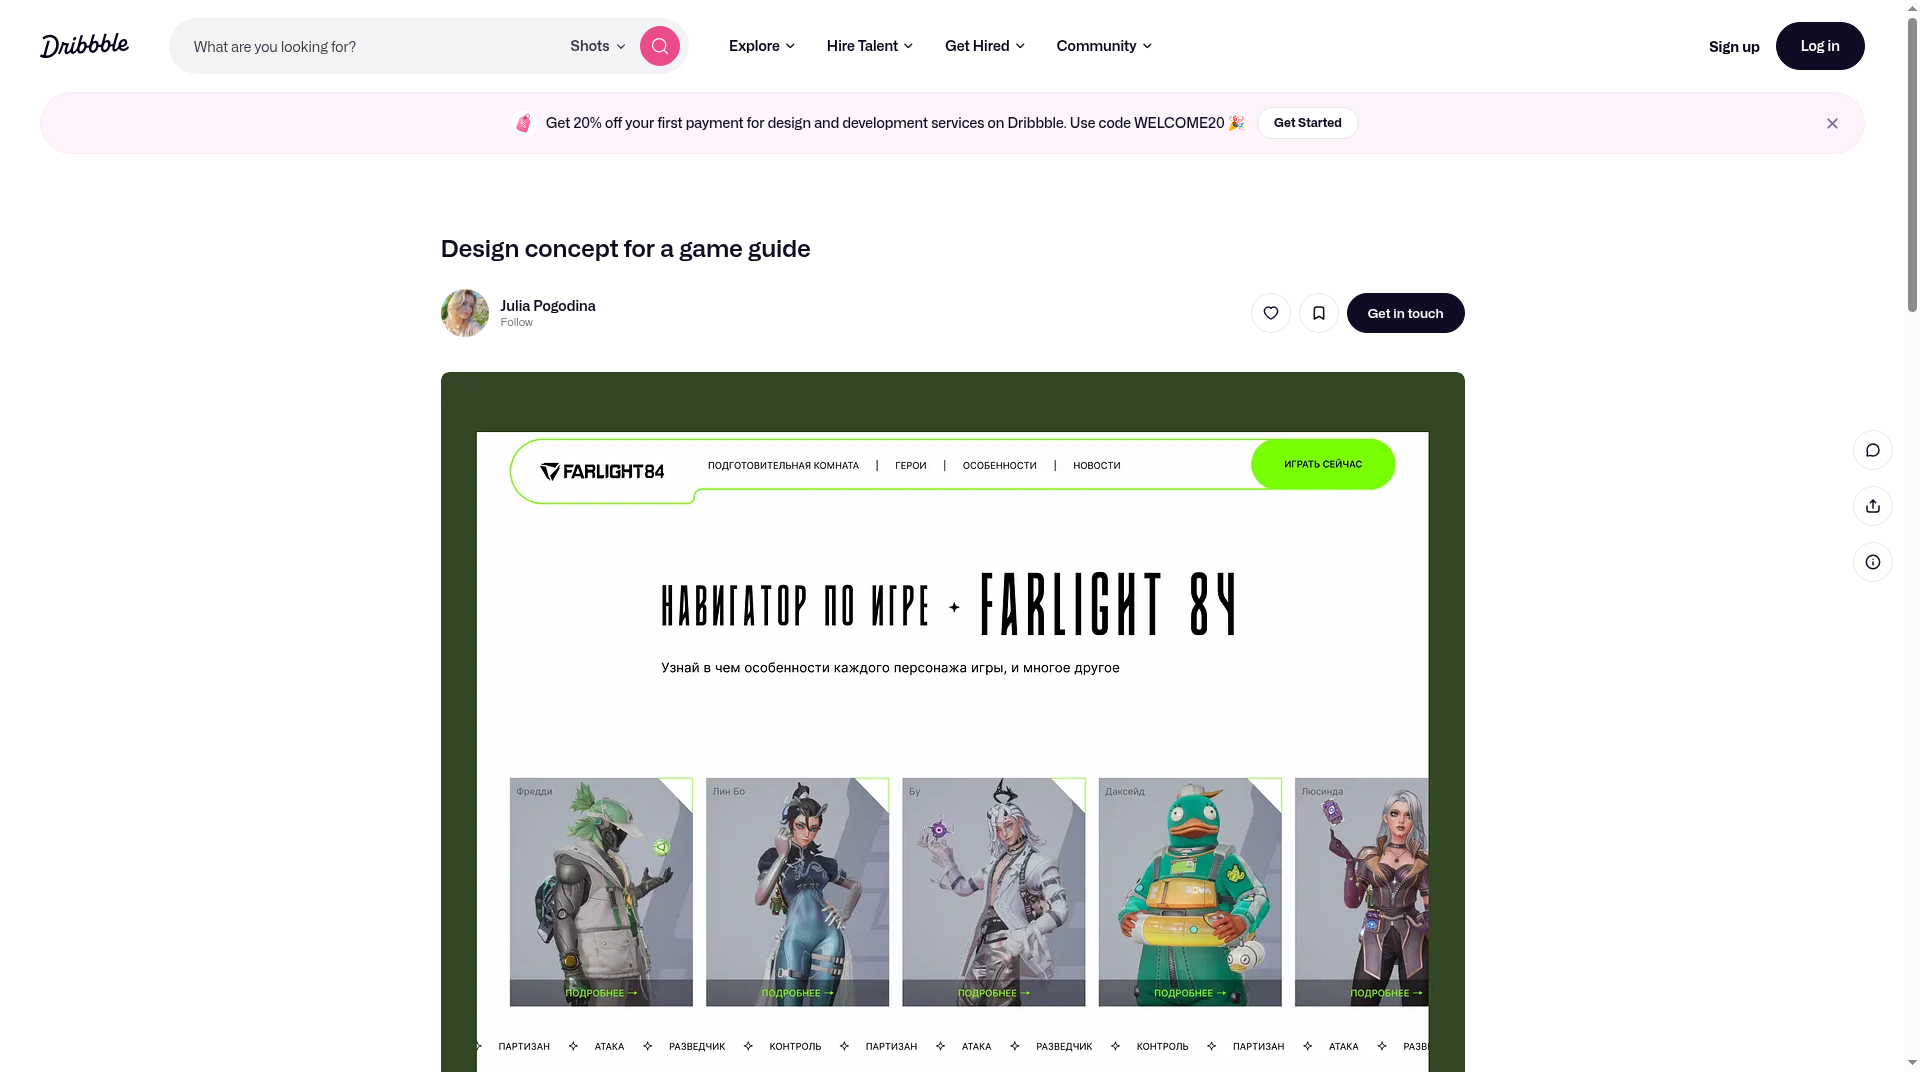 Dribbble
What are you looking for?
Shots
Explore
Hire Talent
Get Hired
Community
Sign up
Log in
Get 20% off your first payment for design and development services on Dribbble. Use code WELCOME20 🎉
Get Started
Design concept for a game guide
Julia Pogodina
Follow
Get in touch
FARLIGHT84
ПОДГОТОВИТЕЛЬНАЯ КОМНАТА | ГЕРОИ | ОСОБЕННОСТИ | НОВОСТИ
ИГРАТЬ СЕЙЧАС
НАВИГАТОР ПО ИГРЕ FARLIGHT 84
Узнай в чем особенности каждого персонажа игры, и многое другое
Фредди
Лин Бо
Бу
Даксейд
Люсинда
ПОДРОБНЕЕ →
ПОДРОБНЕЕ →
ПОДРОБНЕЕ →
ПОДРОБНЕЕ →
ПОДРОБНЕЕ →
ПАРТИЗАН АТАКА РАЗВЕДЧИК КОНТРОЛЬ ПАРТИЗАН АТАКА РАЗВЕДЧИК КОНТРОЛЬ ПАРТИЗАН АТАКА РАЗВ